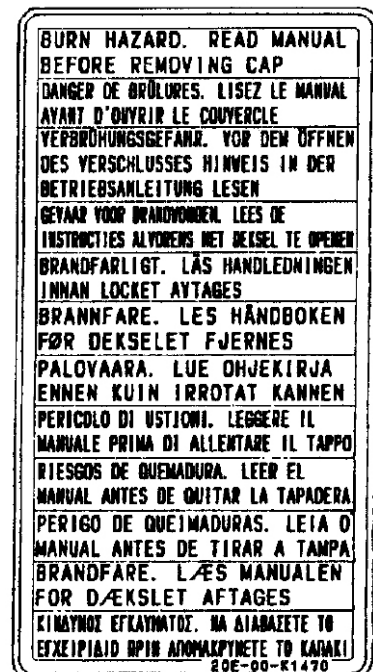 BURN HAZARD. READ MANUAL
BEFORE REMOVING CAP
DANGER DE BRÛLURES. LISEZ LE MANUAL
AVANT D'OUVRIR LE COUVERCLE
VERBRÜHUNGSGEFAHR. VOR DEM ÖFFNEN
DES VERSCHLUSSES HINWEIS IN DER
BETRIEBSANLEITUNG LESEN
GEVAAR VOOR BRANDWONDEN. LEES DE
INSTRUCTIES ALVORENS HET DEKSEL TE OPENEN
BRANDFARLIGT. LÄS HANDLEDNINGEN
INNAN LOCKET AVTAGES
BRANNFARE. LES HÅNDBOKEN
FØR DEKSELET FJERNES
PALOVAARA. LUE OHJEKIRJA
ENNEN KUIN IRROTAT KANNEN
PERICOLO DI USTIONI. LEGGERE IL
MANUALE PRIMA DI ALLENTARE IL TAPPO
RIESGOS DE QUEMADURA. LEER EL
MANUAL ANTES DE QUITAR LA TAPADERA
PERIGO DE QUEIMADURAS. LEIA O
MANUAL ANTES DE TIRAR A TAMPA
BRANDFARE. LÆS MANUALEN
FOR DÆKSLET AFTAGES
ΚΙΝΔΥΝΟΣ ΕΓΚΑΥΜΑΤΟΣ. ΝΑ ΔΙΑΒΑΣΕΤΕ ΤΟ
ΕΓΧΕΙΡΙΔΙΟ ΠΡΙΝ ΑΠΟΜΑΚΡΥΝΕΤΕ ΤΟ ΚΑΠΑΚΙ
20E-00-K1470